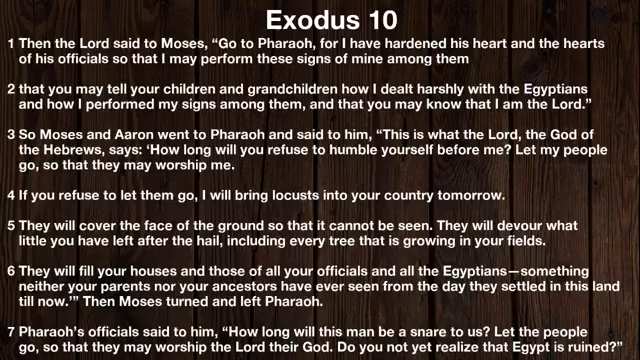 Exodus 10
1 Then the Lord said to Moses, “Go to Pharaoh, for I have hardened his heart and the hearts
of his officials so that I may perform these signs of mine among them
2 that you may tell your children and grandchildren how I dealt harshly with the Egyptians
and how I performed my signs among them, and that you may know that I am the Lord.”
3 So Moses and Aaron went to Pharaoh and said to him, “This is what the Lord, the God of
the Hebrews, says: ‘How long will you refuse to humble yourself before me? Let my people
go, so that they may worship me.
4 If you refuse to let them go, I will bring locusts into your country tomorrow.
5 They will cover the face of the ground so that it cannot be seen. They will devour what
little you have left after the hail, including every tree that is growing in your fields.
6 They will fill your houses and those of all your officials and all the Egyptians—something
neither your parents nor your ancestors have ever seen from the day they settled in this land
till now.’” Then Moses turned and left Pharaoh.
7 Pharaoh’s officials said to him, “How long will this man be a snare to us? Let the people
go, so that they may worship the Lord their God. Do you not yet realize that Egypt is ruined?”